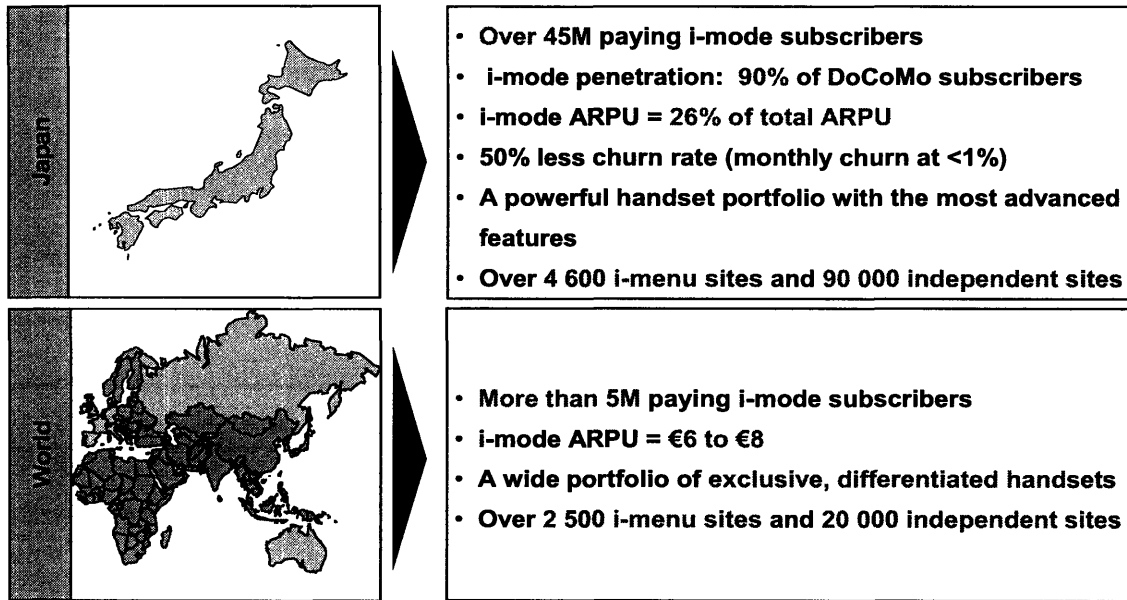 Japan
• Over 45M paying i-mode subscribers
• i-mode penetration: 90% of DoCoMo subscribers
• i-mode ARPU = 26% of total ARPU
• 50% less churn rate (monthly churn at <1%)
• A powerful handset portfolio with the most advanced
features
• Over 4 600 i-menu sites and 90 000 independent sites
World
• More than 5M paying i-mode subscribers
• i-mode ARPU = €6 to €8
• A wide portfolio of exclusive, differentiated handsets
• Over 2 500 i-menu sites and 20 000 independent sites